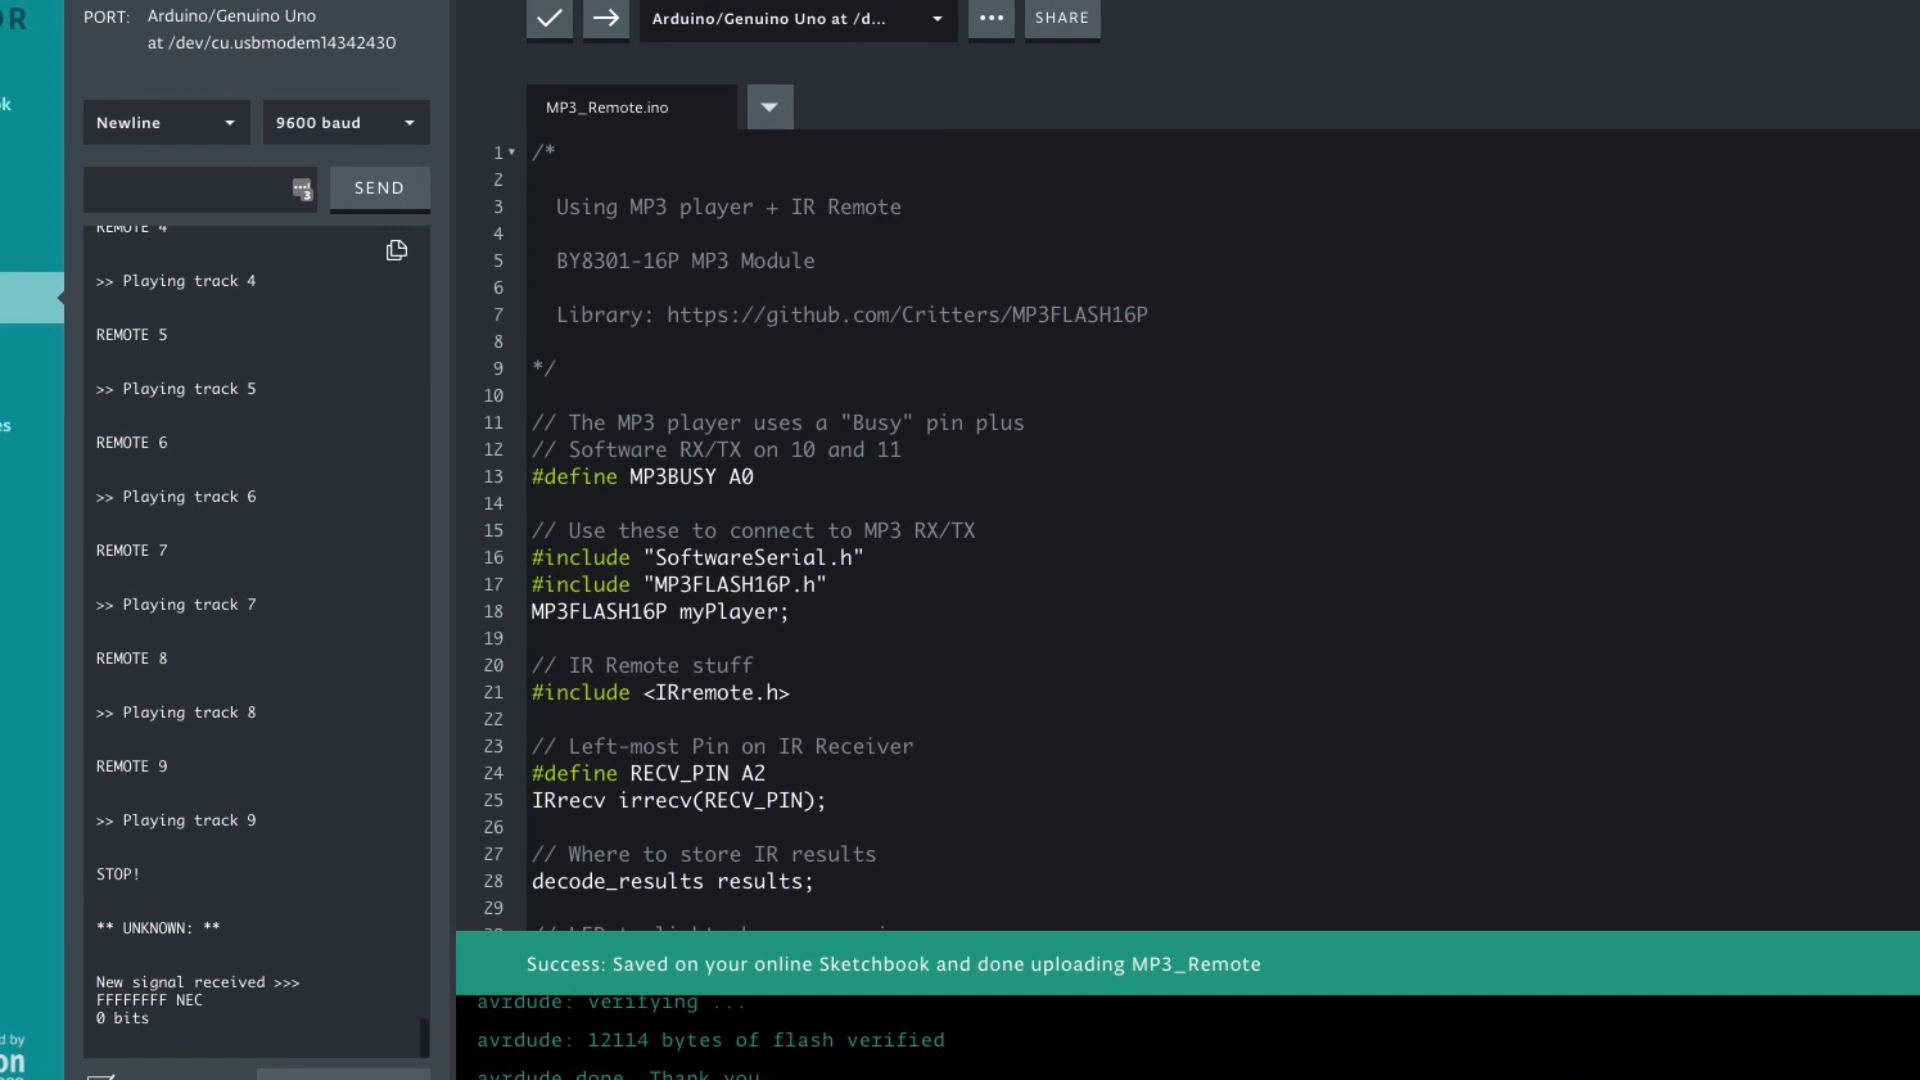 PORT: Arduino/Genuino Uno
at /dev/cu.usbmodem14342430
Newline
9600 baud
SEND
REMOTE 4
>> Playing track 4
REMOTE 5
>> Playing track 5
REMOTE 6
>> Playing track 6
REMOTE 7
>> Playing track 7
REMOTE 8
>> Playing track 8
REMOTE 9
>> Playing track 9
STOP!
** UNKNOWN: **
New signal received >>>
FFFFFFFF NEC
0 bits
Arduino/Genuino Uno at /d...
SHARE
MP3_Remote.ino
1 /*
2
3 Using MP3 player + IR Remote
4
5 BY8301-16P MP3 Module
6
7 Library: https://github.com/Critters/MP3FLASH16P
8
9 */
10
11 // The MP3 player uses a "Busy" pin plus
12 // Software RX/TX on 10 and 11
13 #define MP3BUSY A0
14
15 // Use these to connect to MP3 RX/TX
16 #include "SoftwareSerial.h"
17 #include "MP3FLASH16P.h"
18 MP3FLASH16P myPlayer;
19
20 // IR Remote stuff
21 #include <IRremote.h>
22
23 // Left-most Pin on IR Receiver
24 #define RECV_PIN A2
25 IRrecv irrecv(RECV_PIN);
26
27 // Where to store IR results
28 decode_results results;
29
Success: Saved on your online Sketchbook and done uploading MP3_Remote
avrdude: verifying ...
avrdude: 12114 bytes of flash verified
avrdude done. Thank you